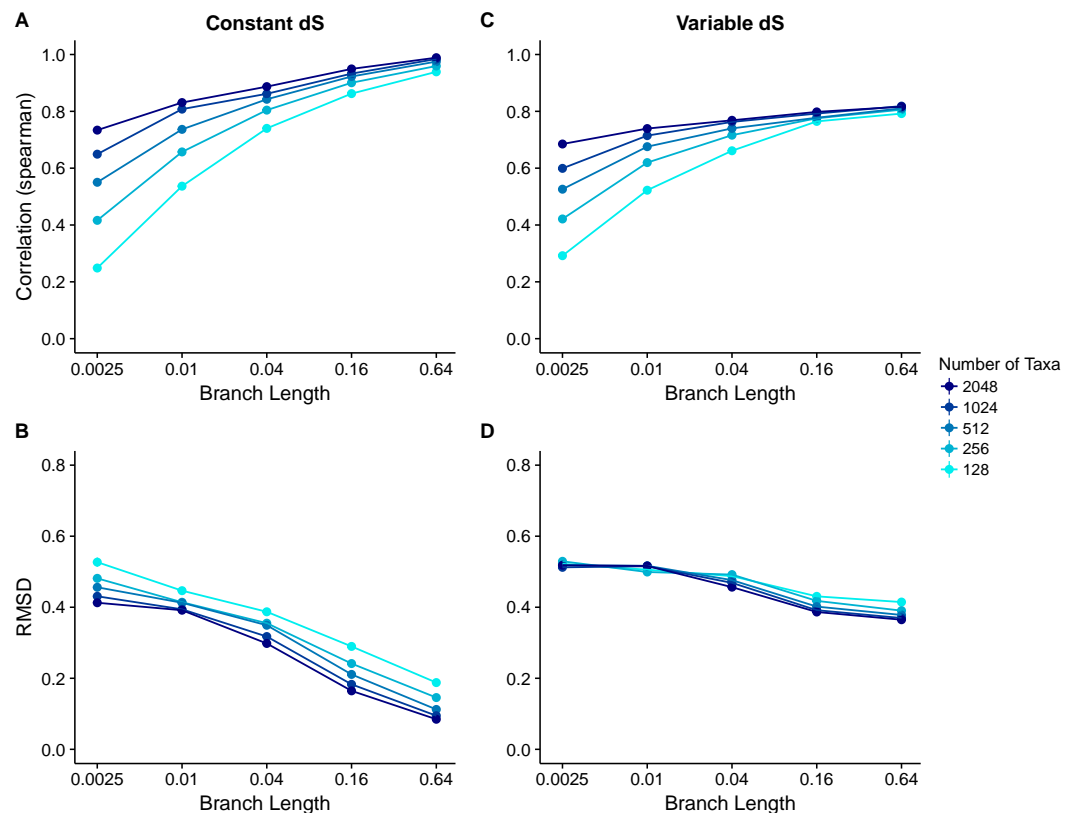 A
Constant dS
Correlation (spearman)
1.0
0.8
0.6
0.4
0.2
0.0
0.0025 0.01 0.04 0.16 0.64
Branch Length
C
Variable dS
1.0
0.8
0.6
0.4
0.2
0.0
0.0025 0.01 0.04 0.16 0.64
Branch Length
Number of Taxa
2048
1024
512
256
128
B
RMSD
0.8
0.6
0.4
0.2
0.0
0.0025 0.01 0.04 0.16 0.64
Branch Length
D
0.8
0.6
0.4
0.2
0.0
0.0025 0.01 0.04 0.16 0.64
Branch Length